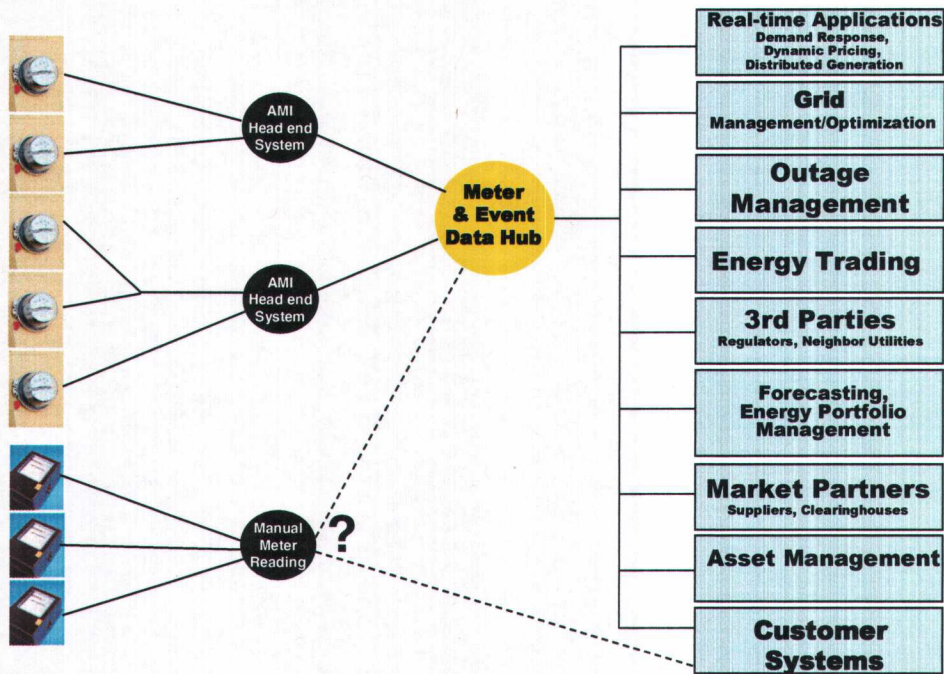 AMI
Head end
System
AMI
Head end
System
Manual
Meter
Reading
?
Meter
& Event
Data Hub
Real-time Applications
Demand Response,
Dynamic Pricing,
Distributed Generation
Grid
Management/Optimization
Outage
Management
Energy Trading
3rd Parties
Regulators, Neighbor Utilities
Forecasting,
Energy Portfolio
Management
Market Partners
Suppliers, Clearinghouses
Asset Management
Customer
Systems